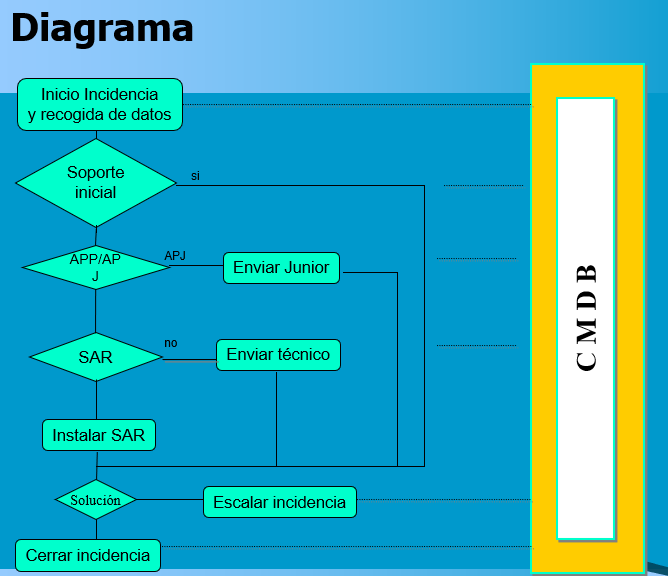 Diagrama
Inicio Incidencia
y recogida de datos
Soporte
inicial
si
APP/AP
J
APJ
Enviar Junior
SAR
no
Enviar técnico
Instalar SAR
Solución
Escalar incidencia
Cerrar incidencia
CMDB